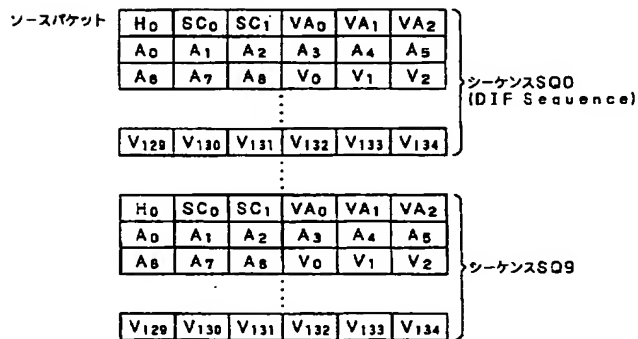 ソースパケット H0 SC0 SC1 VA0 VA1 VA2
A0 A1 A2 A3 A4 A5
A6 A7 A8 V0 V1 V2
シーケンスSQ0
(DIF Sequence)
V129 V130 V131 V132 V133 V134
H0 SC0 SC1 VA0 VA1 VA2
A0 A1 A2 A3 A4 A5
A6 A7 A8 V0 V1 V2
シーケンスSQ9
V129 V130 V131 V132 V133 V134